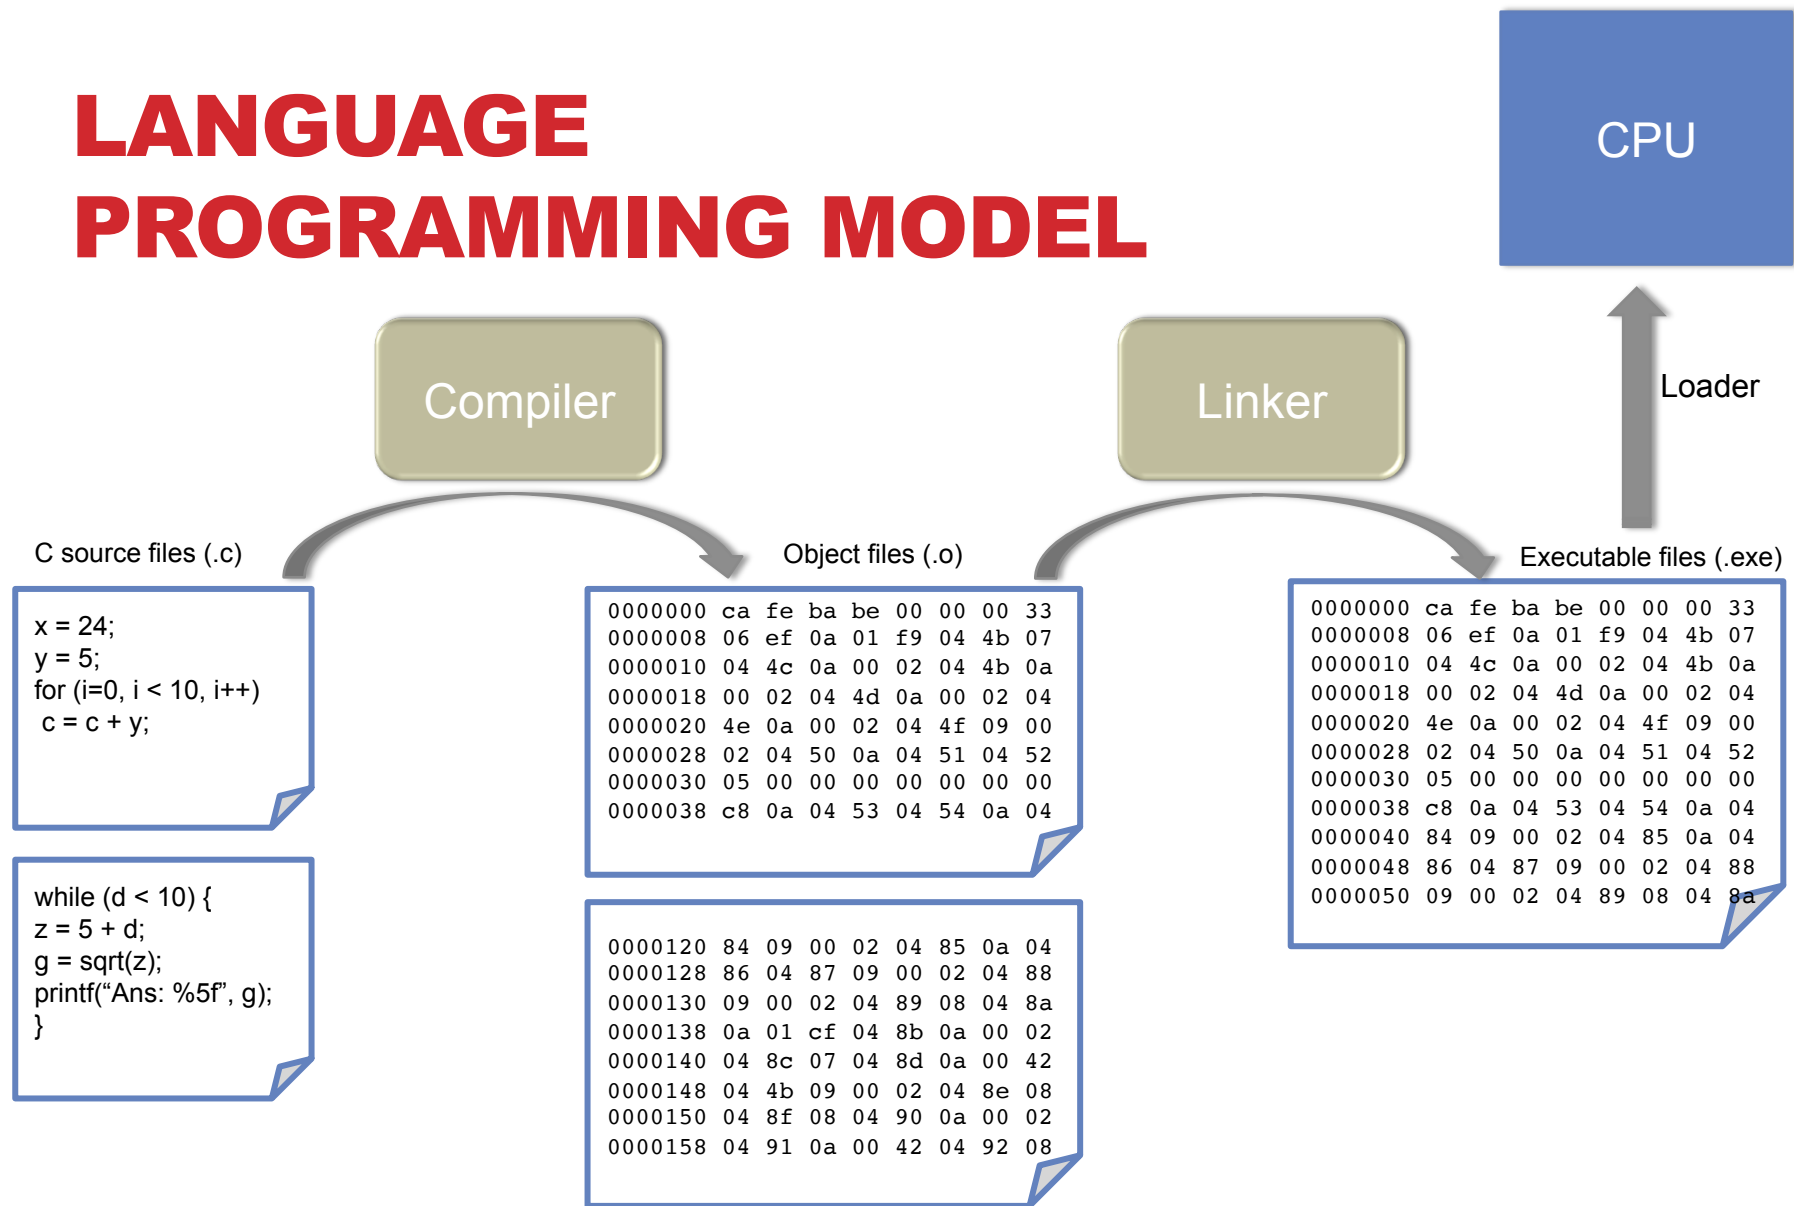 LANGUAGE
PROGRAMMING MODEL
CPU
Compiler
Linker
Loader
C source files (.c)
x = 24;
y = 5;
for (i=0, i < 10, i++)
c = c + y;
while (d < 10) {
z = 5 + d;
g = sqrt(z);
printf(“Ans: %5f”, g);
}
Object files (.o)
0000000 ca fe ba be 00 00 00 33
0000008 06 ef 0a 01 f9 04 4b 07
0000010 04 4c 0a 00 02 04 4b 0a
0000018 00 02 04 4d 0a 00 02 04
0000020 4e 0a 00 02 04 4f 09 00
0000028 02 04 50 0a 04 51 04 52
0000030 05 00 00 00 00 00 00 00
0000038 c8 0a 04 53 04 54 0a 04
0000120 84 09 00 02 04 85 0a 04
0000128 86 04 87 09 00 02 04 88
0000130 09 00 02 04 89 08 04 8a
0000138 0a 01 cf 04 8b 0a 00 02
0000140 04 8c 07 04 8d 0a 00 42
0000148 04 4b 09 00 02 04 8e 08
0000150 04 8f 08 04 90 0a 00 02
0000158 04 91 0a 00 42 04 92 08
Executable files (.exe)
0000000 ca fe ba be 00 00 00 33
0000008 06 ef 0a 01 f9 04 4b 07
0000010 04 4c 0a 00 02 04 4b 0a
0000018 00 02 04 4d 0a 00 02 04
0000020 4e 0a 00 02 04 4f 09 00
0000028 02 04 50 0a 04 51 04 52
0000030 05 00 00 00 00 00 00 00
0000038 c8 0a 04 53 04 54 0a 04
0000040 84 09 00 02 04 85 0a 04
0000048 86 04 87 09 00 02 04 88
0000050 09 00 02 04 89 08 04 8a